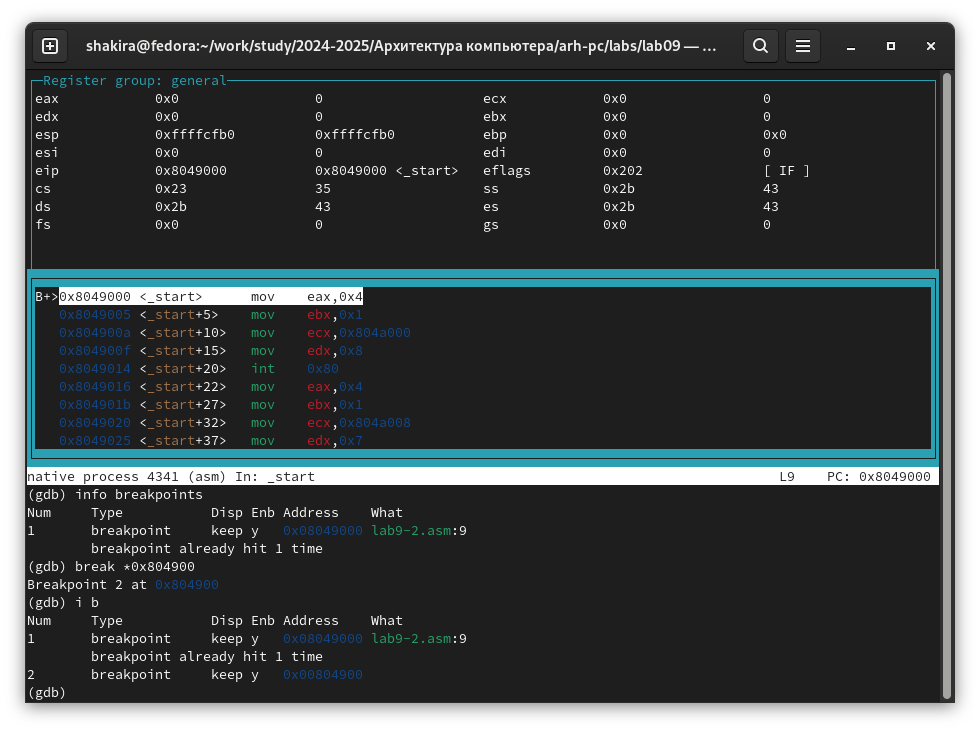 shakira@fedora:~/work/study/2024-2025/Архитектура компьютера/arh-pc/labs/lab09 — ...
Register group: general
eax 0x0 0 ecx 0x0 0
edx 0x0 0 ebx 0x0 0
esp 0xffffcfb0 0xffffcfb0 ebp 0x0 0x0
esi 0x0 0 edi 0x0 0
eip 0x8049000 0x8049000 <_start> eflags 0x202 [ IF ]
cs 0x23 35 ss 0x2b 43
ds 0x2b 43 es 0x2b 43
fs 0x0 0 gs 0x0 0
B+>0x8049000 <_start> mov eax,0x4
0x8049005 <_start+5> mov ebx,0x1
0x804900a <_start+10> mov ecx,0x804a000
0x804900f <_start+15> mov edx,0x8
0x8049014 <_start+20> int 0x80
0x8049016 <_start+22> mov eax,0x4
0x804901b <_start+27> mov ebx,0x1
0x8049020 <_start+32> mov ecx,0x804a008
0x8049025 <_start+37> mov edx,0x7
native process 4341 (asm) In: _start L9 PC: 0x8049000
(gdb) info breakpoints
Num Type Disp Enb Address What
1 breakpoint keep y 0x08049000 lab9-2.asm:9
breakpoint already hit 1 time
(gdb) break *0x804900
Breakpoint 2 at 0x804900
(gdb) i b
Num Type Disp Enb Address What
1 breakpoint keep y 0x08049000 lab9-2.asm:9
breakpoint already hit 1 time
2 breakpoint keep y 0x00804900
(gdb)